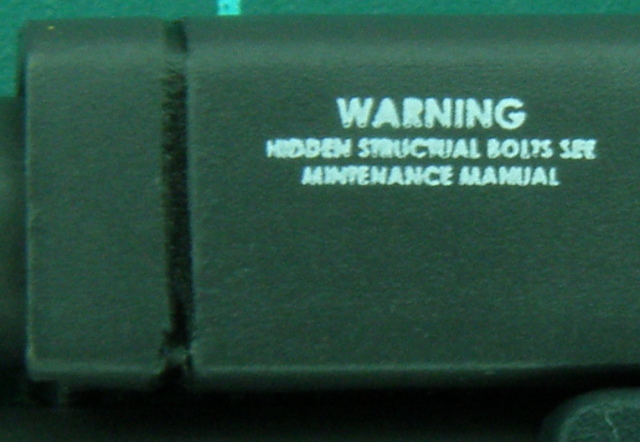 WARNING
HIDDEN STRUCTUAL BOLTS SEE
MINTENANCE MANUAL